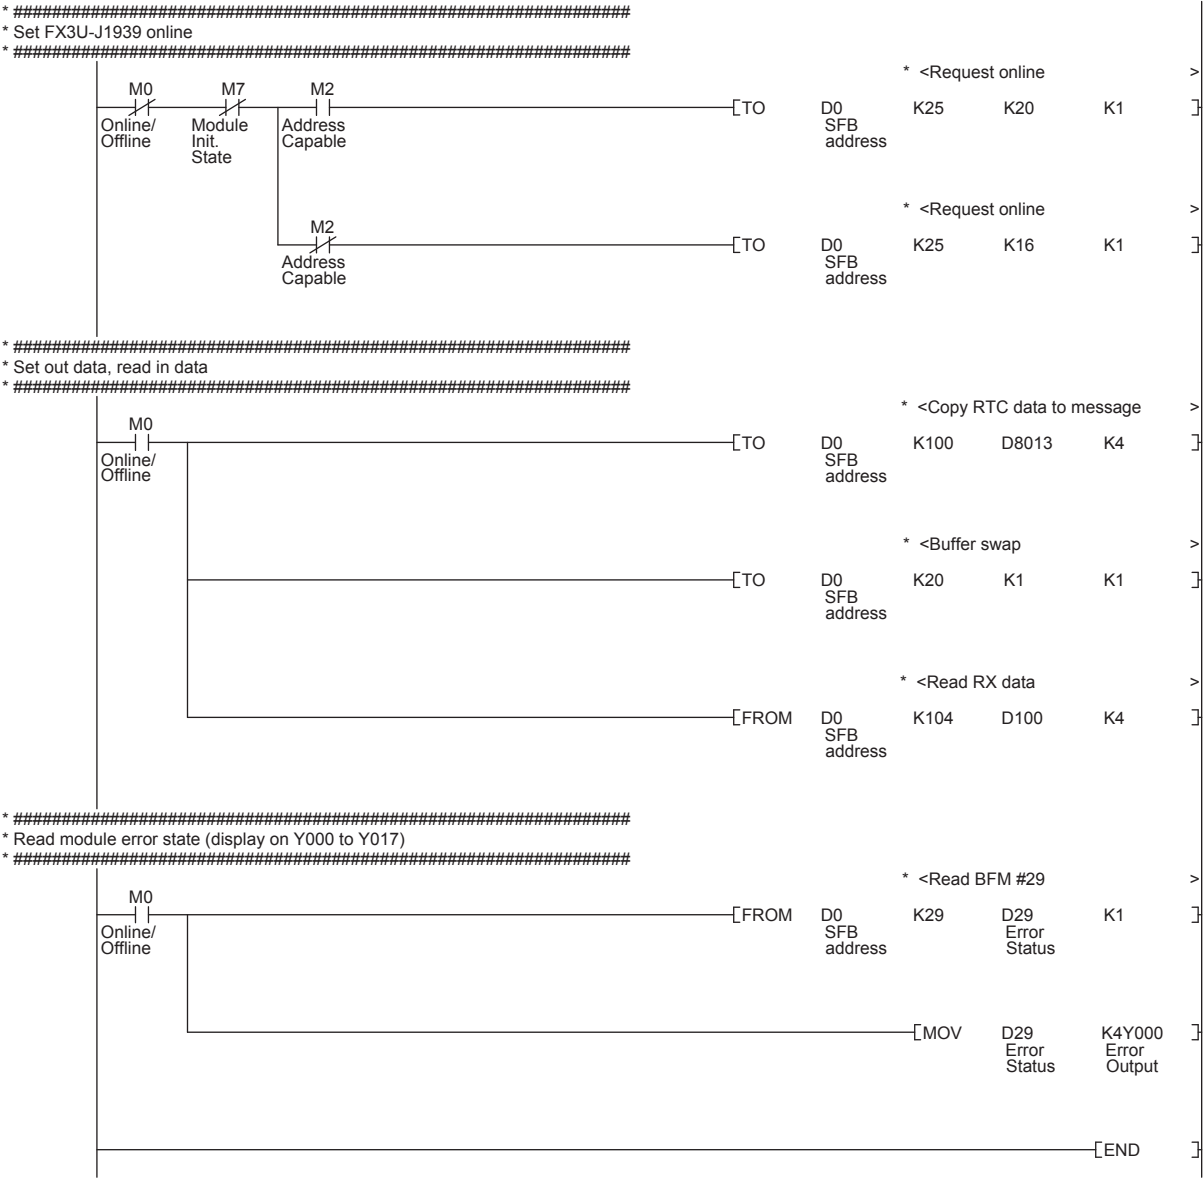 * ###############################################################
* Set FX3U-J1939 online
* ###############################################################
* <Request online >
M0 M7 M2
[TO D0 K25 K20 K1 ]
Online/ Module Address SFB
Offline Init. Capable address
State
* <Request online >
M2
[TO D0 K25 K16 K1 ]
Address SFB
Capable address
* ###############################################################
* Set out data, read in data
* ###############################################################
* <Copy RTC data to message >
M0
[TO D0 K100 D8013 K4 ]
Online/ SFB
Offline address
* <Buffer swap >
[TO D0 K20 K1 K1 ]
SFB
address
* <Read RX data >
[FROM D0 K104 D100 K4 ]
SFB
address
* ###############################################################
* Read module error state (display on Y000 to Y017)
* ###############################################################
* <Read BFM #29 >
M0
[FROM D0 K29 D29 K1 ]
Online/ SFB Error
Offline address Status
[MOV D29 K4Y000 ]
Error Error
Status Output
[END ]